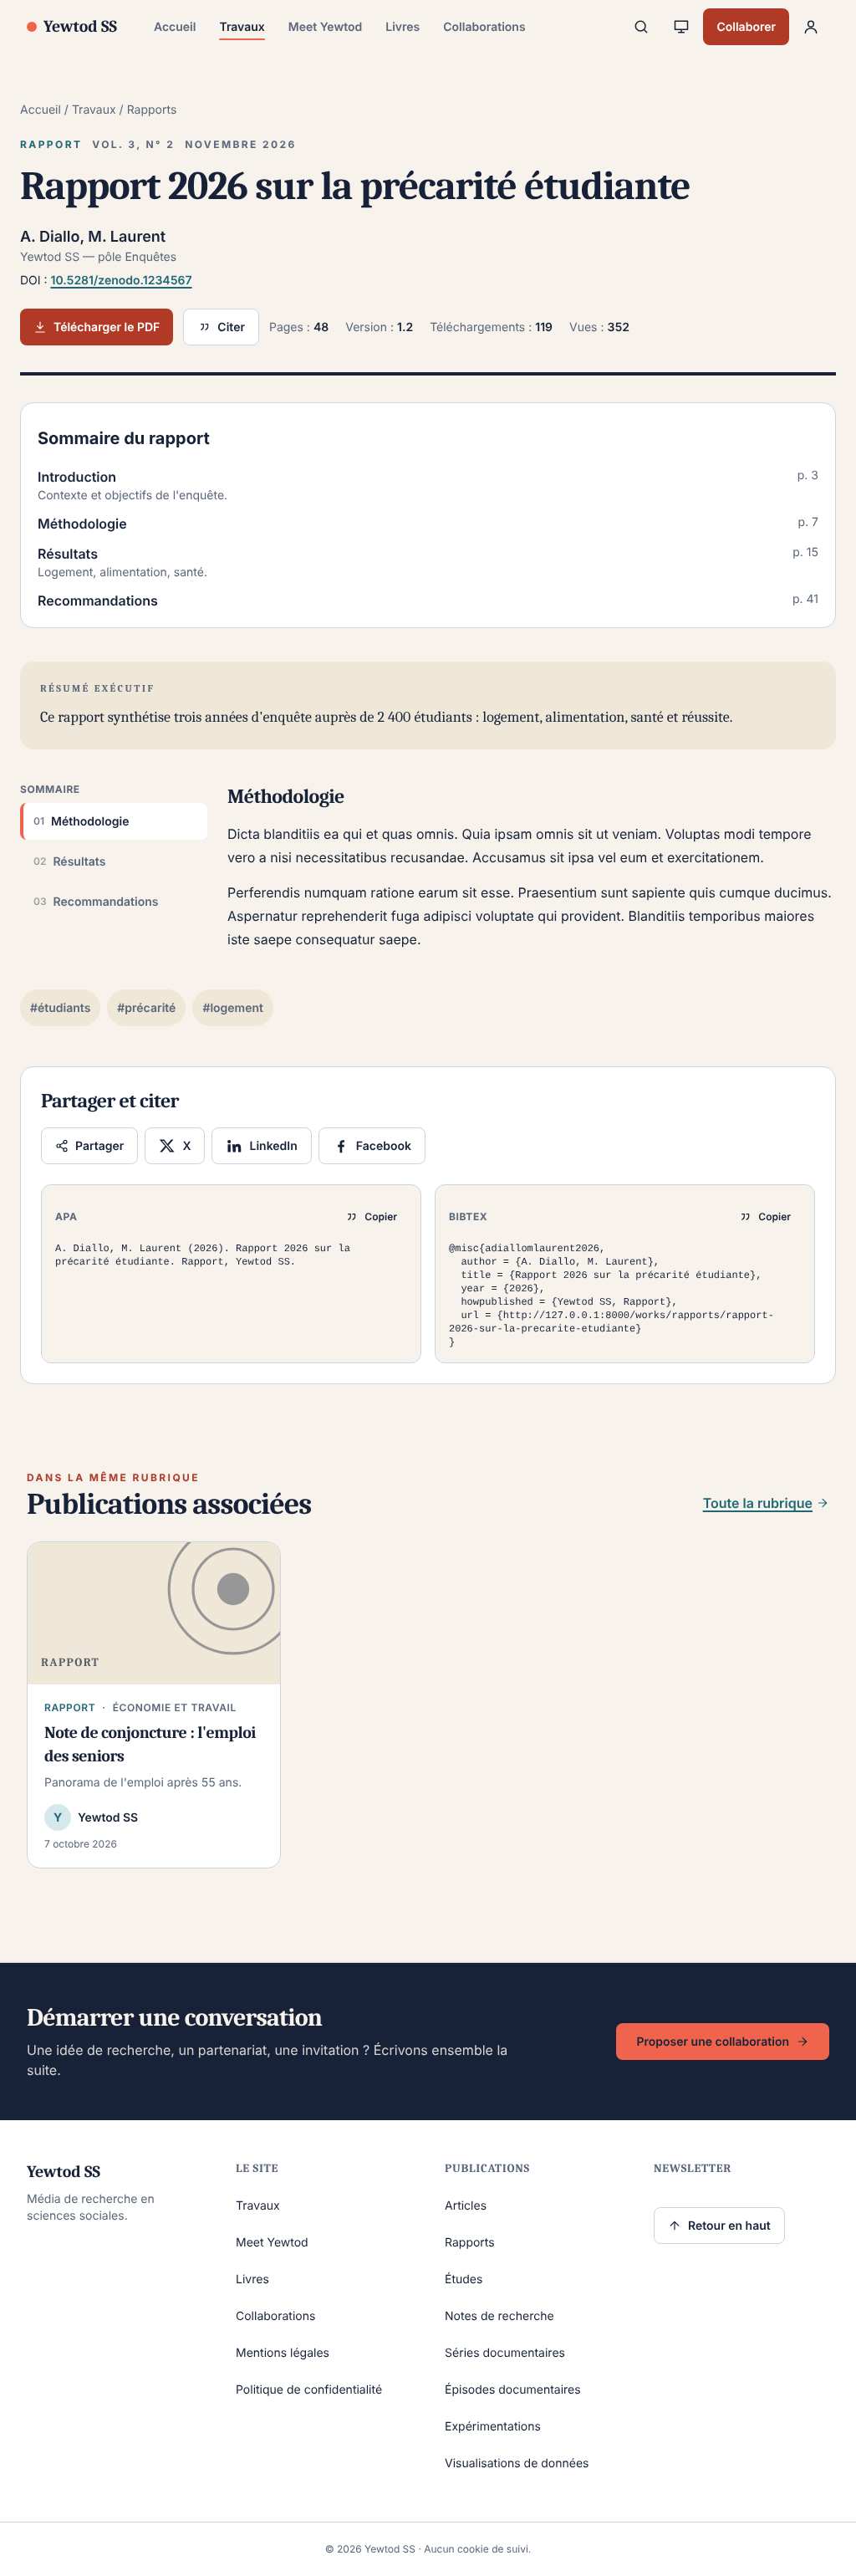 Yewtod SS Accueil Travaux Meet Yewtod Livres Collaborations Collaborer
Accueil / Travaux / Rapports
RAPPORT VOL. 3, N° 2 NOVEMBRE 2026
Rapport 2026 sur la précarité étudiante
A. Diallo, M. Laurent
Yewtod SS — pôle Enquêtes
DOI : 10.5281/zenodo.1234567
Télécharger le PDF Citer Pages : 48 Version : 1.2 Téléchargements : 119 Vues : 352
Sommaire du rapport
Introduction p. 3
Contexte et objectifs de l'enquête.
Méthodologie p. 7
Résultats p. 15
Logement, alimentation, santé.
Recommandations p. 41
RÉSUMÉ EXÉCUTIF
Ce rapport synthétise trois années d'enquête auprès de 2 400 étudiants : logement, alimentation, santé et réussite.
SOMMAIRE
01 Méthodologie
02 Résultats
03 Recommandations
Méthodologie
Dicta blanditiis ea qui et quas omnis. Quia ipsam omnis sit ut veniam. Voluptas modi tempore
vero a nisi necessitatibus recusandae. Accusamus sit ipsa vel eum et exercitationem.
Perferendis numquam ratione earum sit esse. Praesentium sunt sapiente quis cumque ducimus.
Aspernatur reprehenderit fuga adipisci voluptate qui provident. Blanditiis temporibus maiores
iste saepe consequatur saepe.
#étudiants #précarité #logement
Partager et citer
Partager X LinkedIn Facebook
APA Copier
A. Diallo, M. Laurent (2026). Rapport 2026 sur la
précarité étudiante. Rapport, Yewtod SS.
BIBTEX Copier
@misc{adiallomlaurent2026,
author = {A. Diallo, M. Laurent},
title = {Rapport 2026 sur la précarité étudiante},
year = {2026},
howpublished = {Yewtod SS, Rapport},
url = {http://127.0.0.1:8000/works/rapports/rapport-
2026-sur-la-precarite-etudiante}
}
DANS LA MÊME RUBRIQUE
Publications associées
Toute la rubrique
RAPPORT
RAPPORT · ÉCONOMIE ET TRAVAIL
Note de conjoncture : l'emploi
des seniors
Panorama de l'emploi après 55 ans.
Y Yewtod SS
7 octobre 2026
Démarrer une conversation
Une idée de recherche, un partenariat, une invitation ? Écrivons ensemble la
suite.
Proposer une collaboration
Yewtod SS
Média de recherche en
sciences sociales.
LE SITE
Travaux
Meet Yewtod
Livres
Collaborations
Mentions légales
Politique de confidentialité
PUBLICATIONS
Articles
Rapports
Études
Notes de recherche
Séries documentaires
Épisodes documentaires
Expérimentations
Visualisations de données
NEWSLETTER
Retour en haut
© 2026 Yewtod SS · Aucun cookie de suivi.